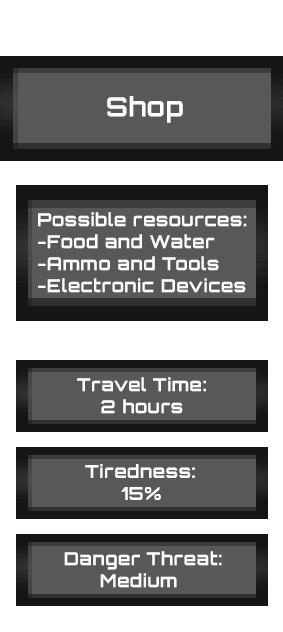 Shop
Possible resources:
-Food and Water
-Ammo and Tools
-Electronic Devices
Travel Time:
2 hours
Tiredness:
15%
Danger Threat:
Medium